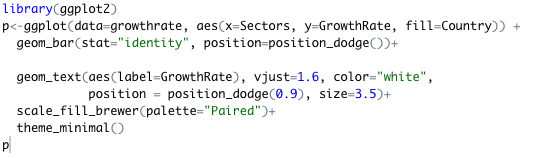 library(ggplot2)
p<-ggplot(data=growthrate, aes(x=Sectors, y=GrowthRate, fill=Country)) +
  geom_bar(stat="identity", position=position_dodge())+
  geom_text(aes(label=GrowthRate), vjust=1.6, color="white",
            position = position_dodge(0.9), size=3.5)+
  scale_fill_brewer(palette="Paired")+
  theme_minimal()
p